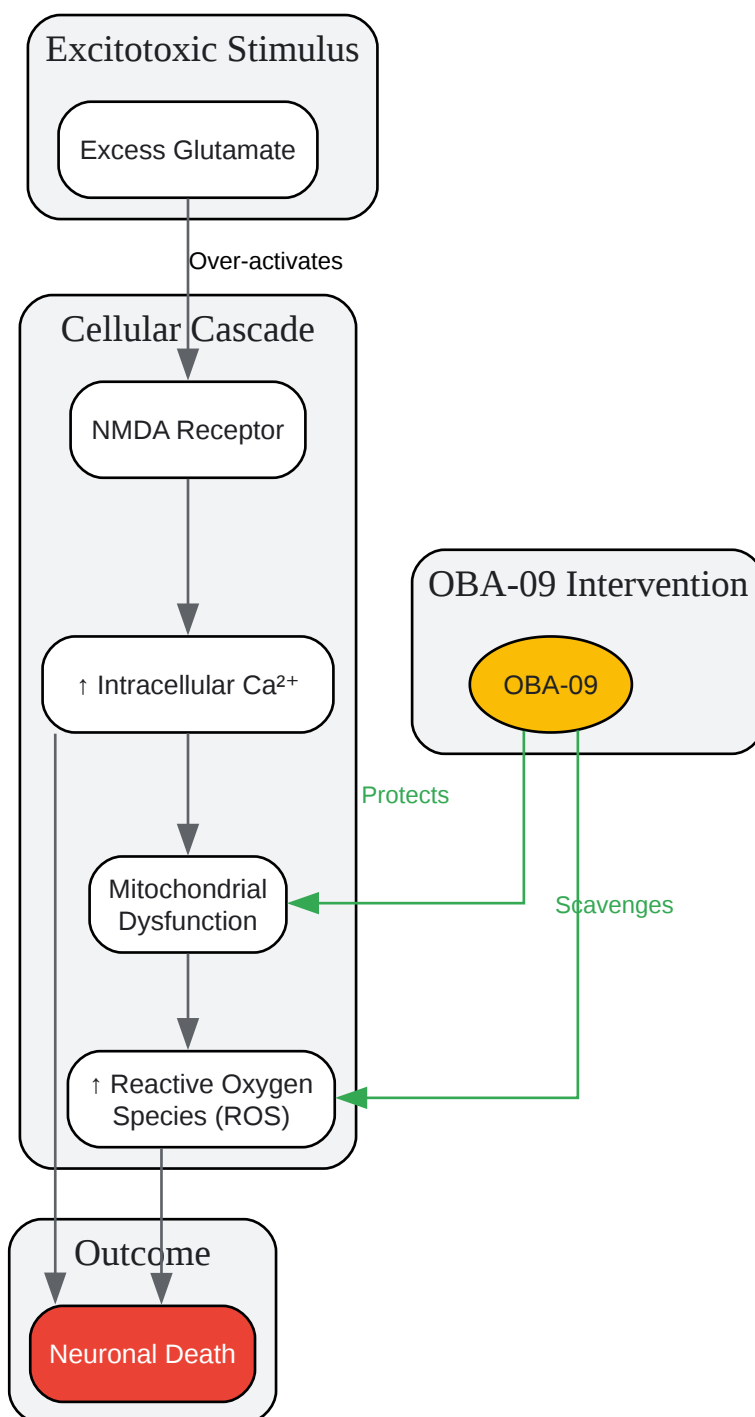 Excitotoxic Stimulus
Excess Glutamate
Over-activates
Cellular Cascade
NMDA Receptor
OBA-09 Intervention
↑ Intracellular Ca²⁺
OBA-09
Protects
Mitochondrial
Dysfunction
Scavenges
↑ Reactive Oxygen
Species (ROS)
Outcome
Neuronal Death